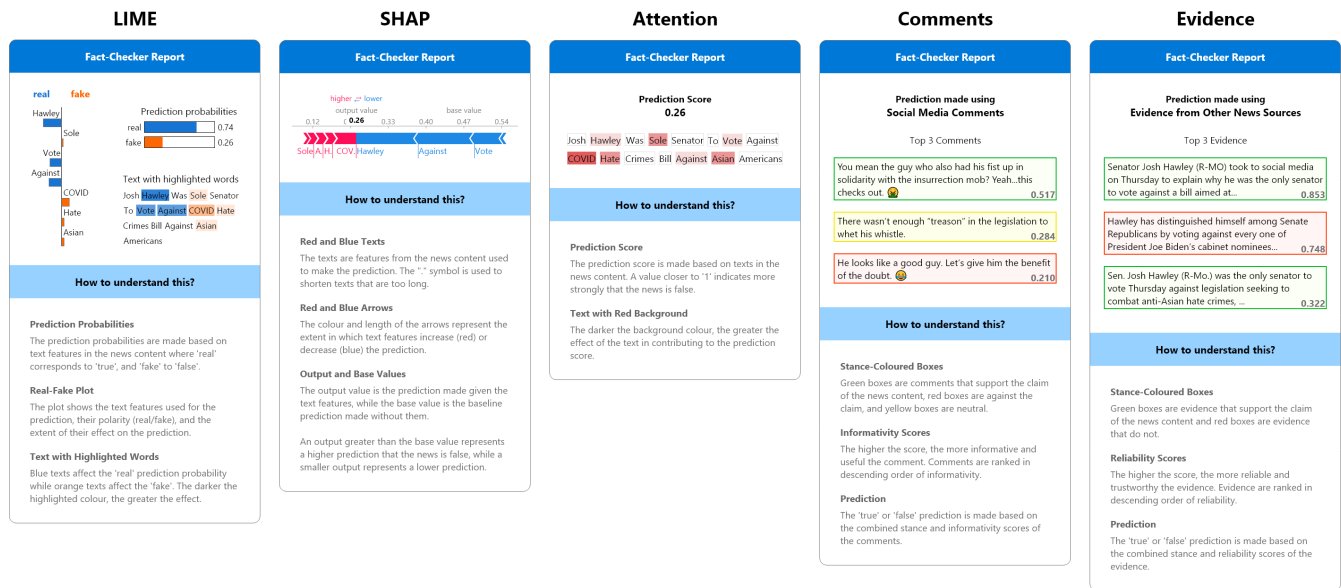 LIME
Fact-Checker Report
real fake
Hawley
Sole
Vote
Against
COVID
Hate
Asian
Prediction probabilities
real 0.74
fake 0.26
Text with highlighted words
Josh Hawley Was Sole Senator
To Vote Against COVID Hate
Crimes Bill Against Asian
Americans
How to understand this?
Prediction Probabilities
The prediction probabilities are made based on
text features in the news content where 'real'
corresponds to 'true', and 'fake' to 'false'.
Real-Fake Plot
The plot shows the text features used for the
prediction, their polarity (real/fake), and the
extent of their effect on the prediction.
Text with Highlighted Words
Blue texts affect the 'real' prediction probability
while orange texts affect the 'fake'. The darker the
highlighted colour, the greater the effect.
SHAP
Fact-Checker Report
higher ⇄ lower
output value base value
0.12 0.26 0.33 0.40 0.47 0.54
Sole A. H. COV. Hawley Against Vote
How to understand this?
Red and Blue Texts
The texts are features from the news content used
to make the prediction. The "." symbol is used to
shorten texts that are too long.
Red and Blue Arrows
The colour and length of the arrows represent the
extent in which text features increase (red) or
decrease (blue) the prediction.
Output and Base Values
The output value is the prediction made given the
text features, while the base value is the baseline
prediction made without them.
An output greater than the base value represents
a higher prediction that the news is false, while a
smaller output represents a lower prediction.
Attention
Fact-Checker Report
Prediction Score
0.26
Josh Hawley Was Sole Senator To Vote Against
COVID Hate Crimes Bill Against Asian Americans
How to understand this?
Prediction Score
The prediction score is made based on texts in the
news content. A value closer to '1' indicates more
strongly that the news is false.
Text with Red Background
The darker the background colour, the greater the
effect of the text in contributing to the prediction
score.
Comments
Fact-Checker Report
Prediction made using
Social Media Comments
Top 3 Comments
You mean the guy who also had his fist up in
solidarity with the insurrection mob? Yeah...this
checks out.
0.517
There wasn't enough “treason” in the legislation to
whet his whistle.
0.284
He looks like a good guy. Let's give him the benefit
of the doubt.
0.210
How to understand this?
Stance-Coloured Boxes
Green boxes are comments that support the claim
of the news content, red boxes are against the
claim, and yellow boxes are neutral.
Informativity Scores
The higher the score, the more informative and
useful the comment. Comments are ranked in
descending order of informativity.
Prediction
The 'true' or 'false' prediction is made based on
the combined stance and informativity scores of
the comments.
Evidence
Fact-Checker Report
Prediction made using
Evidence from Other News Sources
Top 3 Evidence
Senator Josh Hawley (R-MO) took to social media
on Thursday to explain why he was the only senator
to vote against a bill aimed at...
0.853
Hawley has distinguished himself among Senate
Republicans by voting against every one of
President Joe Biden's cabinet nominees...
0.748
Sen. Josh Hawley (R-Mo.) was the only senator to
vote Thursday against legislation seeking to
combat anti-Asian hate crimes, ...
0.322
How to understand this?
Stance-Coloured Boxes
Green boxes are evidence that support the claim
of the news content and red boxes are evidence
that do not.
Reliability Scores
The higher the score, the more reliable and
trustworthy the evidence. Evidence are ranked in
descending order of reliability.
Prediction
The 'true' or 'false' prediction is made based on
the combined stance and reliability scores of the
evidence.